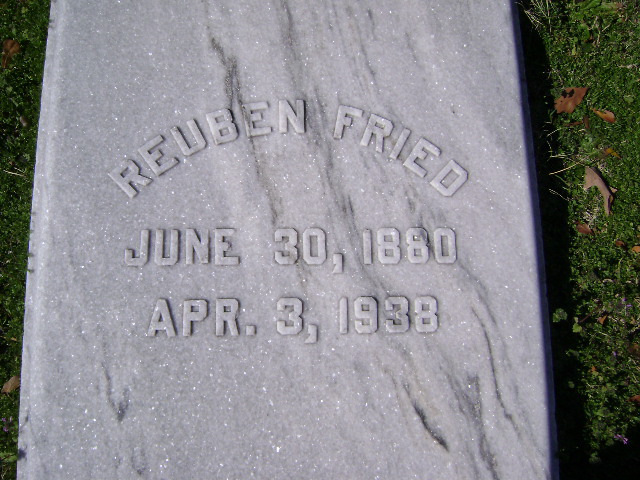 REUBEN FRIED
JUNE 30, 1880
APR. 3, 1938